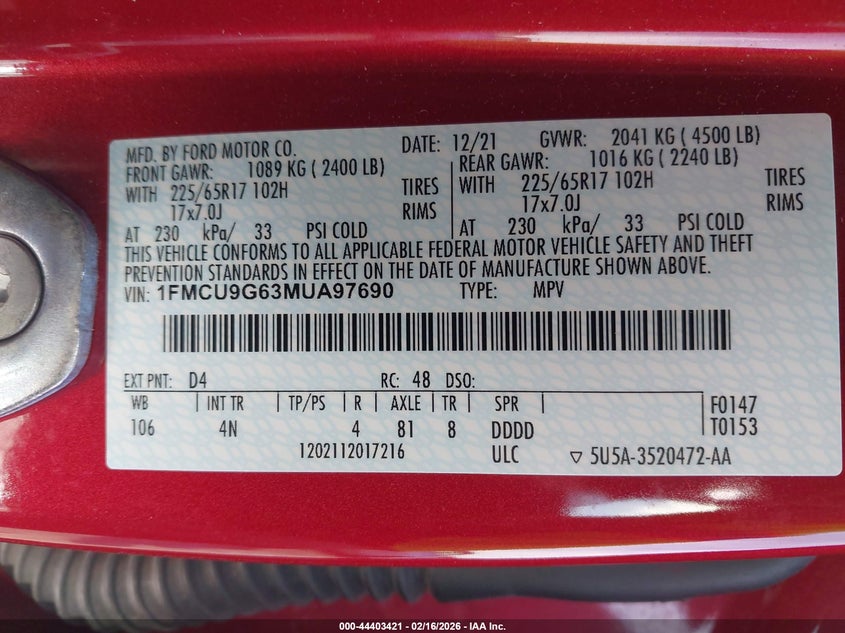 MFD. BY FORD MOTOR CO. DATE: 12/21 GVWR: 2041 KG ( 4500 LB)
FRONT GAWR: 1089 KG ( 2400 LB) REAR GAWR: 1016 KG ( 2240 LB)
WITH 225/65R17 102H TIRES WITH 225/65R17 102H TIRES
17x7.0J RIMS 17x7.0J RIMS
AT 230 kPa/ 33 PSI COLD AT 230 kPa/ 33 PSI COLD
THIS VEHICLE CONFORMS TO ALL APPLICABLE FEDERAL MOTOR VEHICLE SAFETY AND THEFT
PREVENTION STANDARDS IN EFFECT ON THE DATE OF MANUFACTURE SHOWN ABOVE.
VIN: 1FMCU9G63MUA97690 TYPE: MPV
EXT PNT: D4 RC: 48 DSO:
WB INT TR TP/PS R AXLE TR SPR F0147
106 4N 4 81 8 DDDD T0153
1202112017216 ULC ▽ 5U5A-3520472-AA
000-44403421 - 02/16/2026 - IAA Inc.